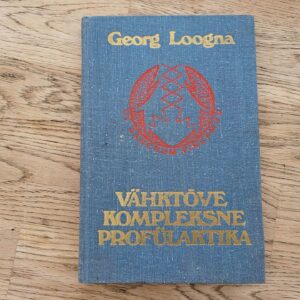 Georg Loogna
VÄHKTÕVE
KOMPLEKSNE
PROFÜLAKTIKA